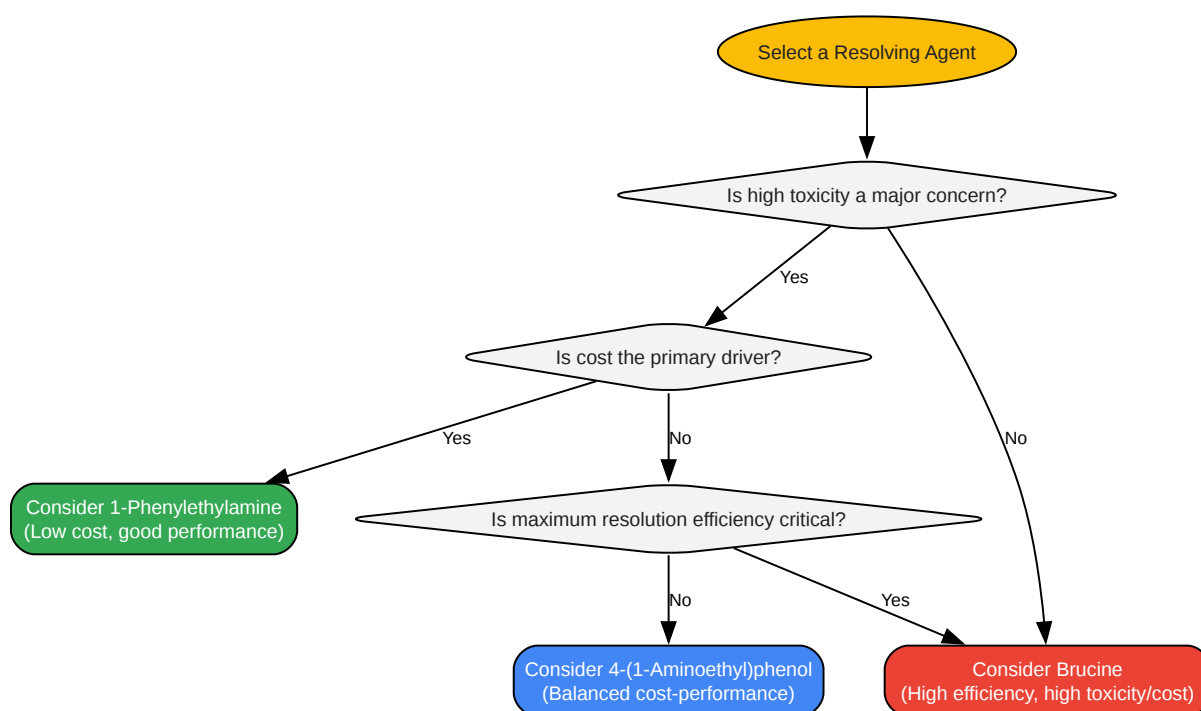 Select a Resolving Agent
Is high toxicity a major concern?
Yes
Is cost the primary driver?
Yes
No
No
Consider 1-Phenylethylamine
(Low cost, good performance)
Is maximum resolution efficiency critical?
No
Yes
Consider 4-(1-Aminoethyl)phenol
(Balanced cost-performance)
Consider Brucine
(High efficiency, high toxicity/cost)